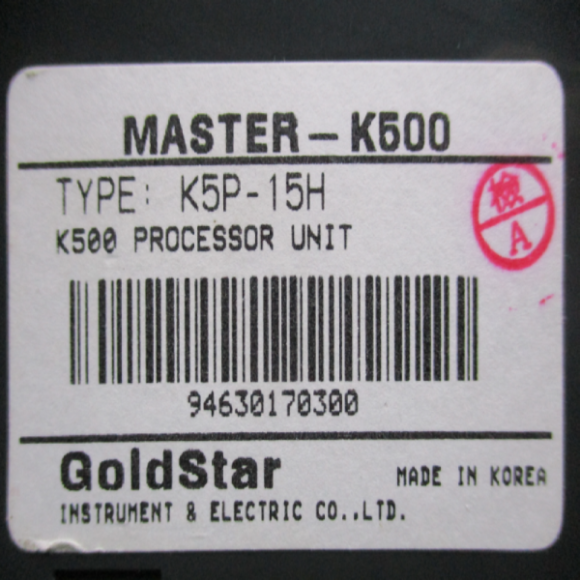 MASTER-K500
TYPE: K5P-15H
K500 PROCESSOR UNIT
檢
A
94630170300
GoldStar
MADE IN KOREA
INSTRUMENT & ELECTRIC CO.,LTD.